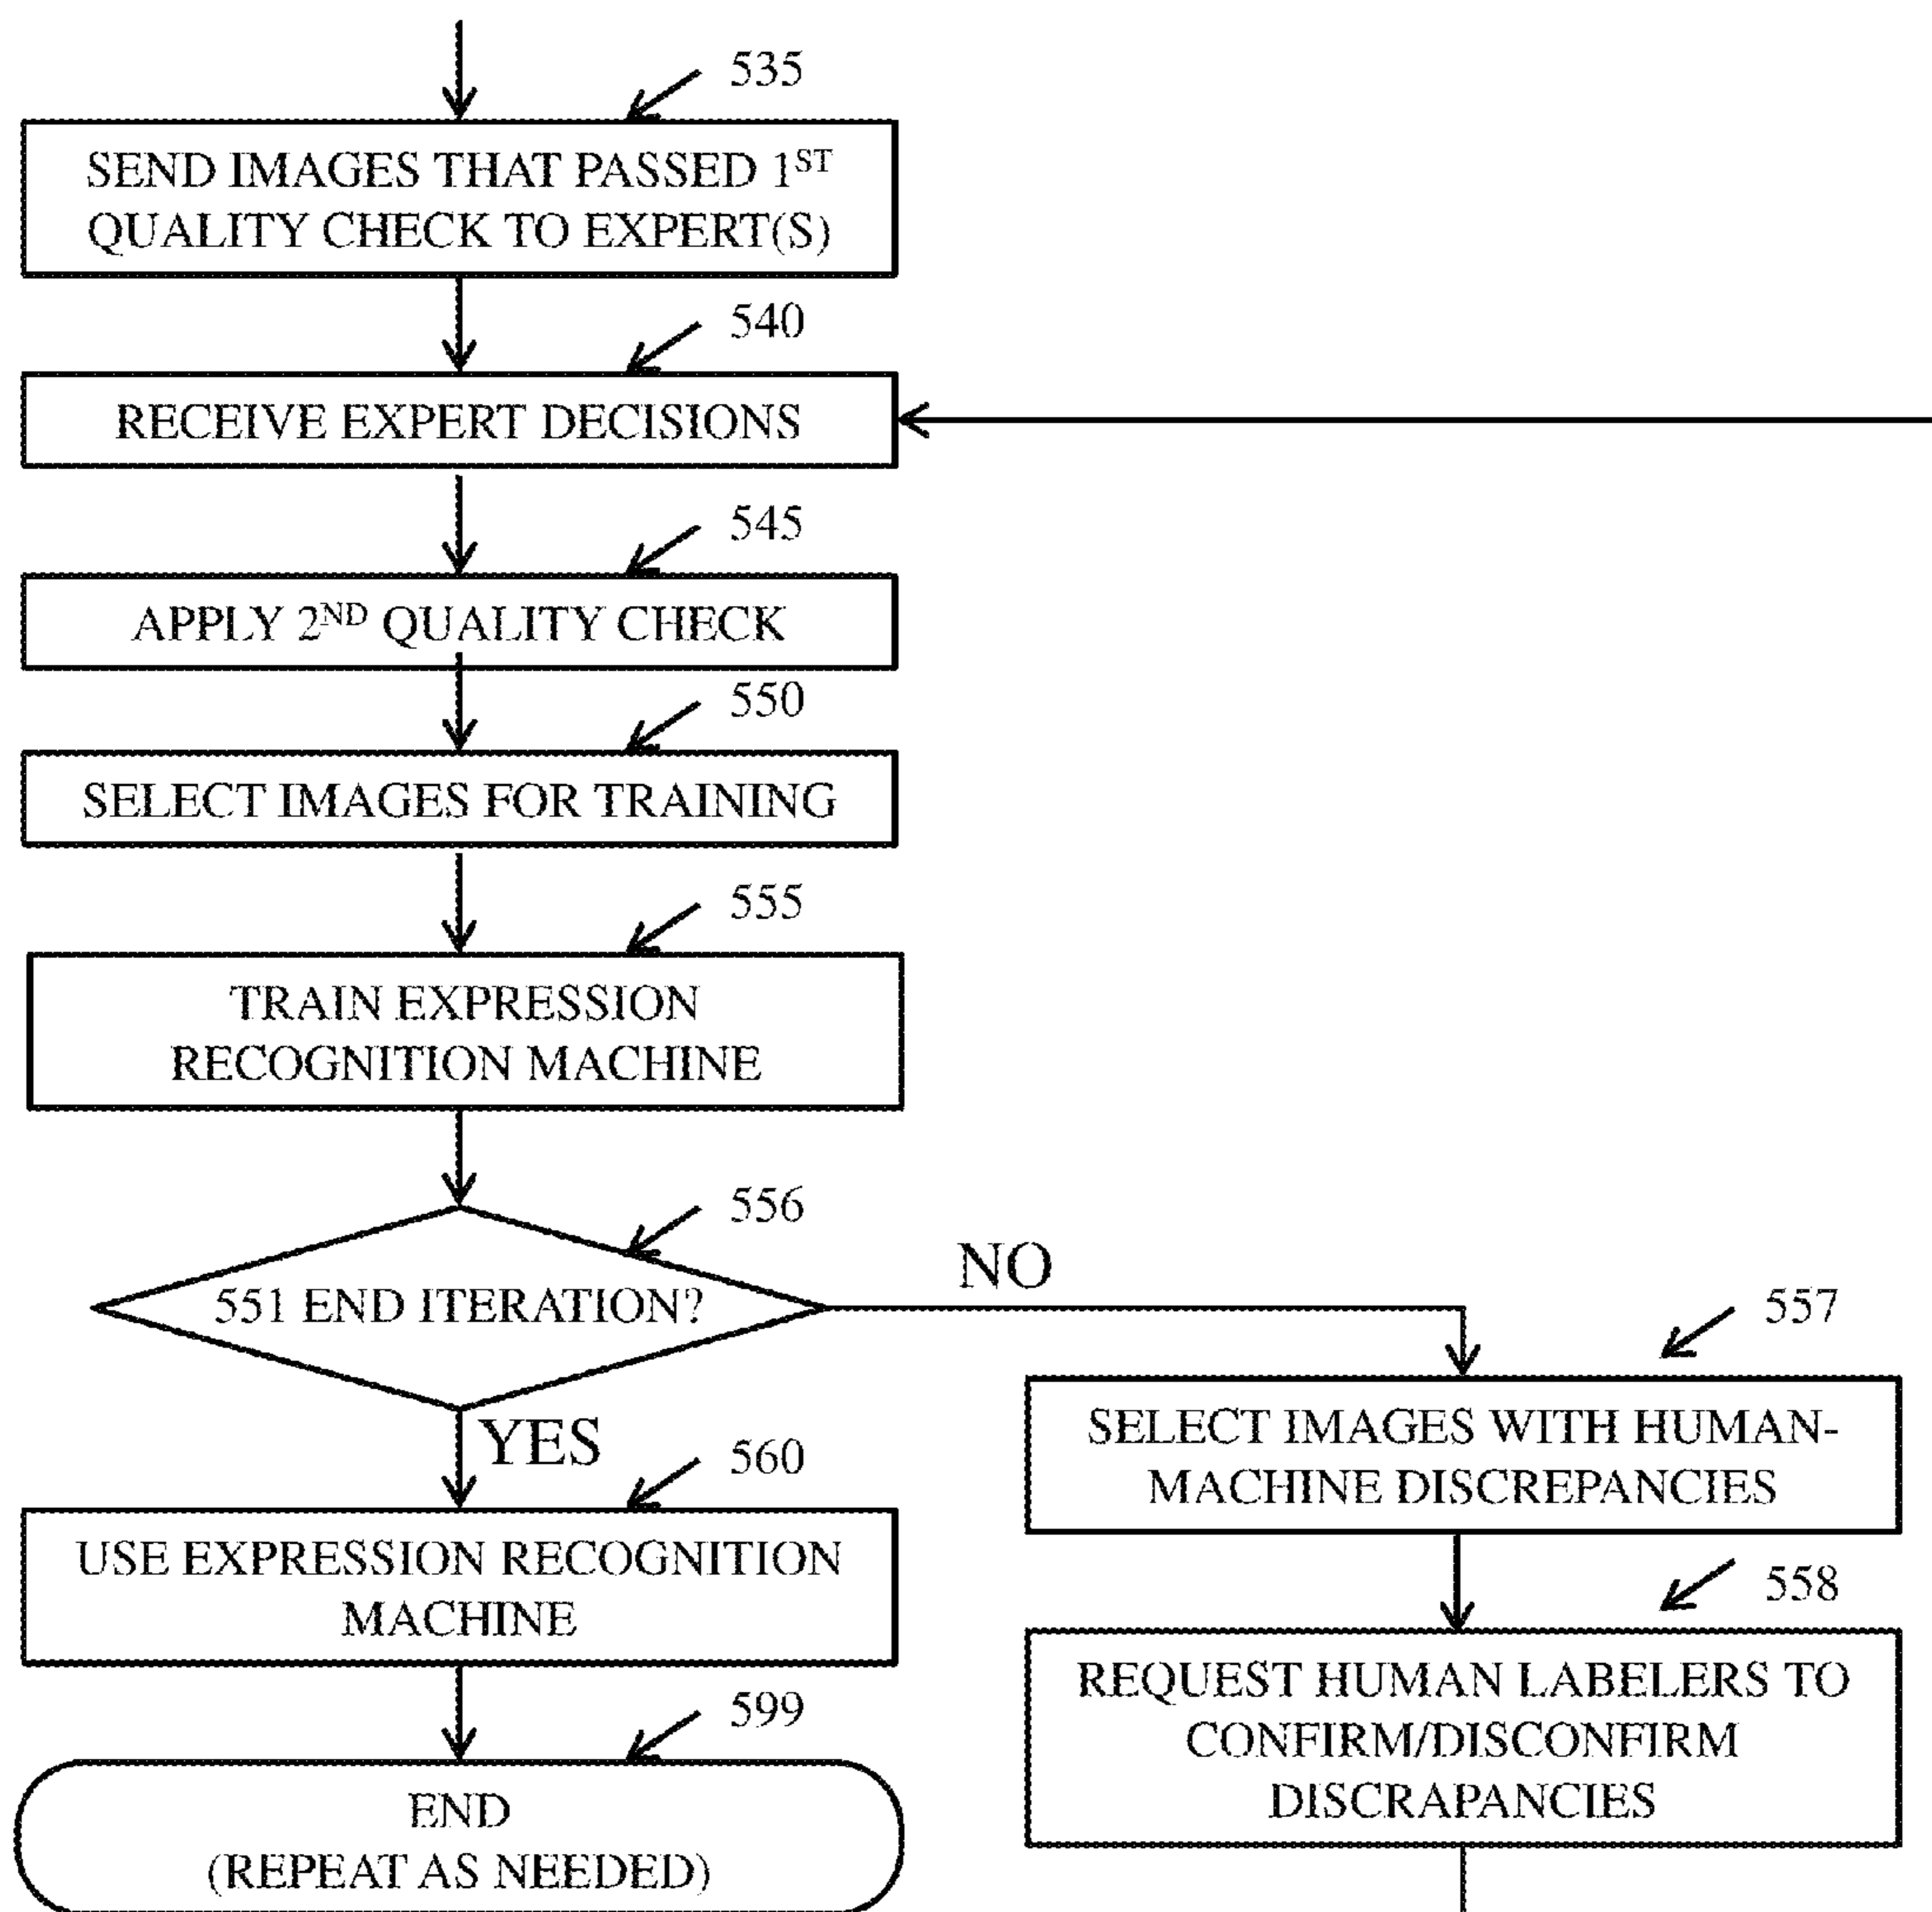 535
SEND IMAGES THAT PASSED 1ST
QUALITY CHECK TO EXPERT(S)
540
RECEIVE EXPERT DECISIONS
545
APPLY 2ND QUALITY CHECK
550
SELECT IMAGES FOR TRAINING
555
TRAIN EXPRESSION
RECOGNITION MACHINE
556
551 END ITERATION?
NO
YES
557
SELECT IMAGES WITH HUMAN-
MACHINE DISCREPANCIES
558
REQUEST HUMAN LABELERS TO
CONFIRM/DISCONFIRM
DISCRAPANCIES
560
USE EXPRESSION RECOGNITION
MACHINE
599
END
(REPEAT AS NEEDED)